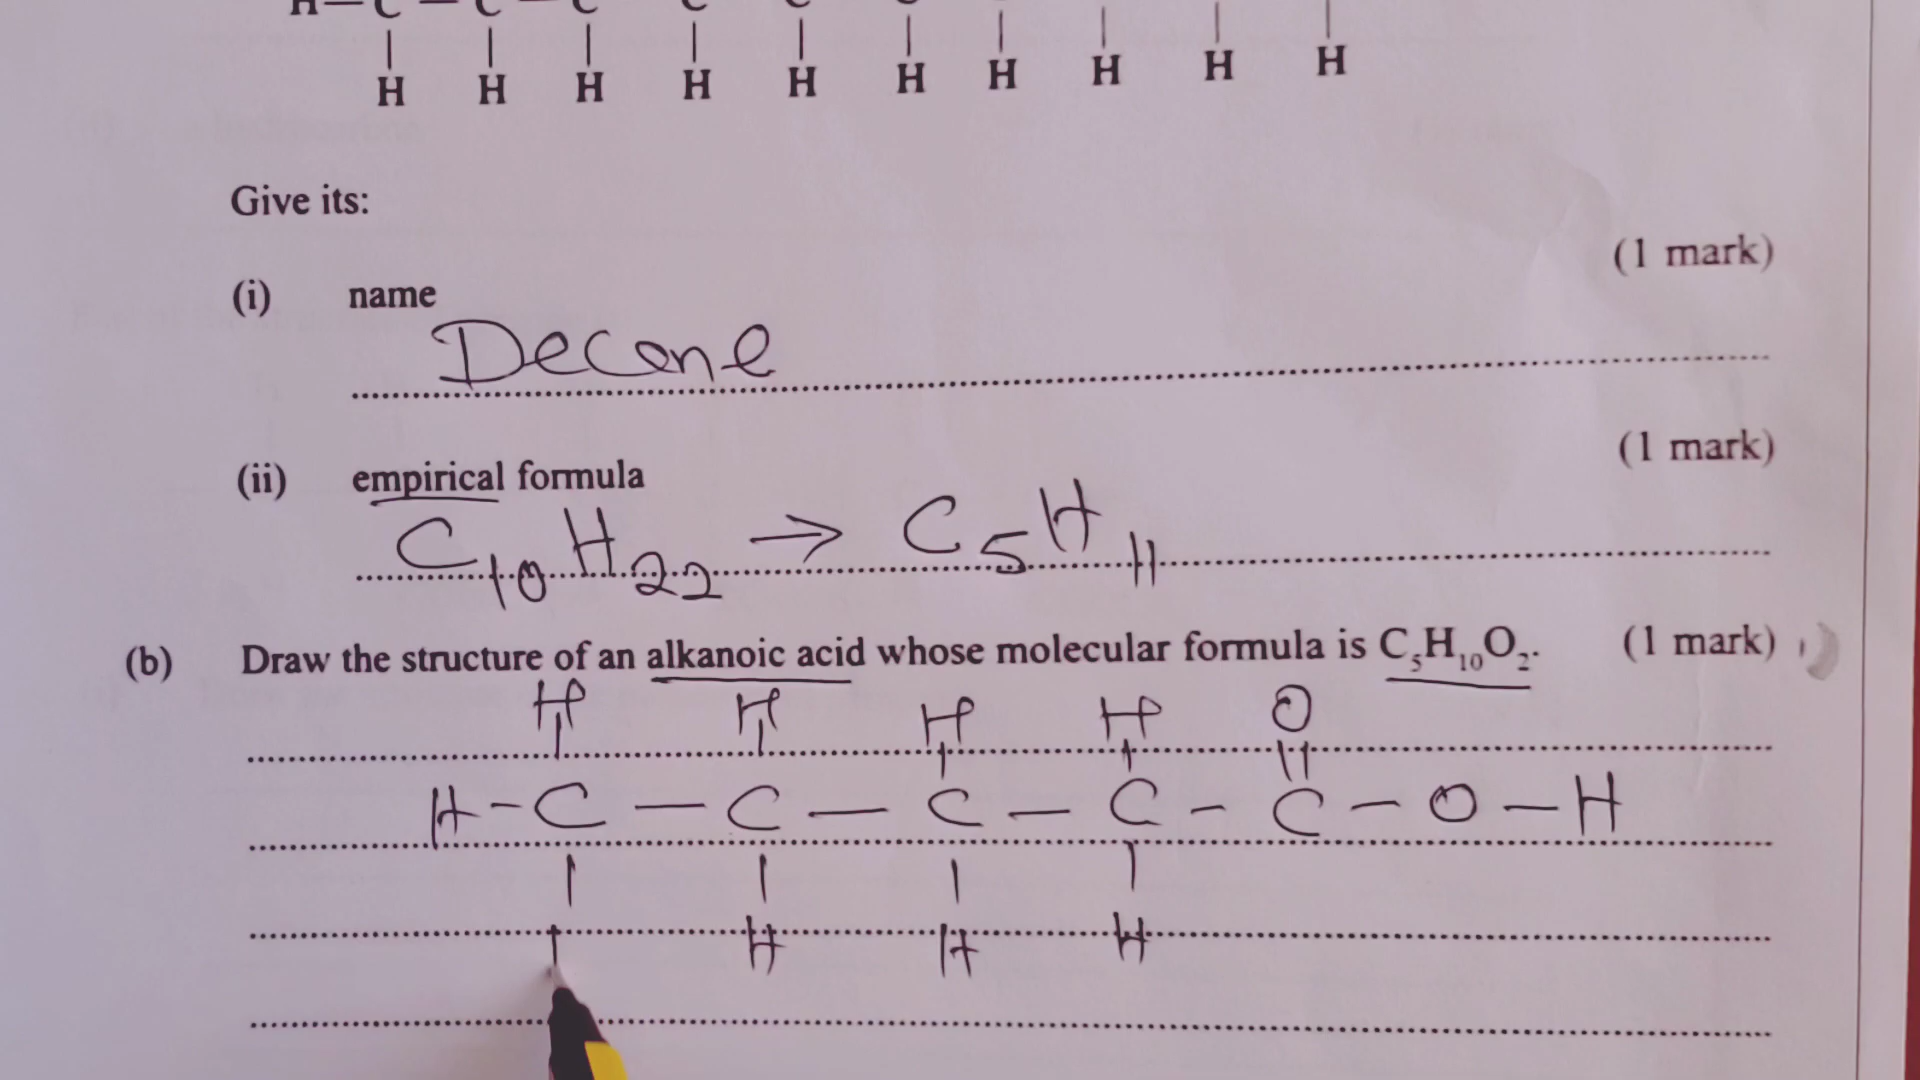 H — C — C — C C C C
H H H H H H H H H H
Give its:
(1 mark)
(i) name
Decane
(1 mark)
(ii) empirical formula
C₁₀H₂₂ → C₅H₁₁
(b) Draw the structure of an alkanoic acid whose molecular formula is C₅H₁₀O₂. (1 mark)
H H H H O
H - C — C — C — C - C - O - H
H H H